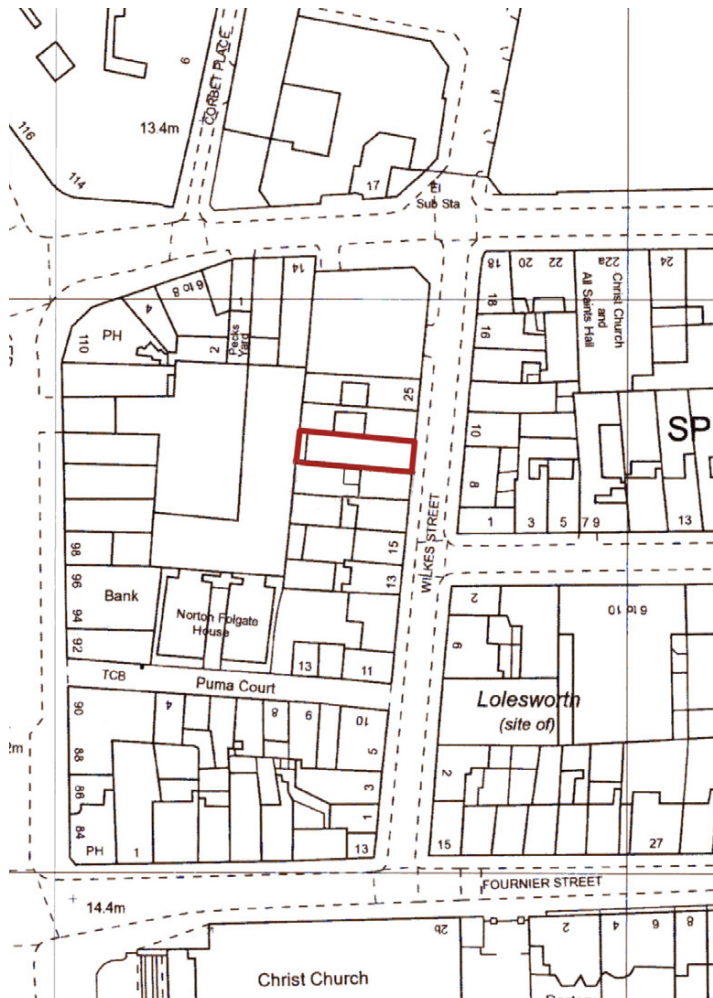 CORBET PLACE
9
13.4m
116
114
17
El
Sub Sta
14
6 to 8
4
1
Pecks
Yard
2
PH
110
18
20
22
22a
24
Christ Church
and
All Saints Hall
18
16
25
10
SP
8
1
3
5
7 9
13
WILKES STREET
15
13
98
96
Bank
94
92
Norton Folgate
House
2
6 to 10
13
11
TCB
Puma Court
Lolesworth
(site of)
90
4
8
9
10
5
88
2
3
86
1
84
PH
1
13
15
27
FOURNIER STREET
14.4m
2b
2
4
6
8
Christ Church